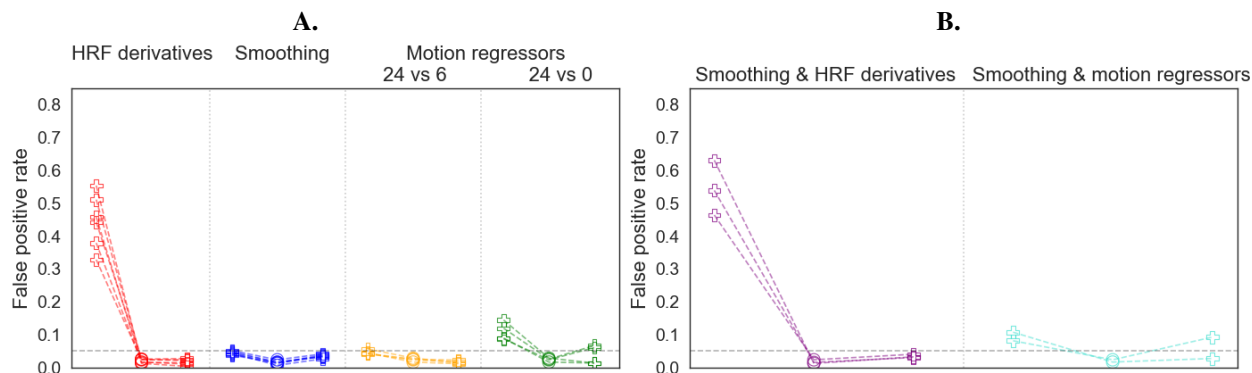 A.
HRF derivatives Smoothing Motion regressors
24 vs 6 24 vs 0
False positive rate
0.8
0.7
0.6
0.5
0.4
0.3
0.2
0.1
0.0
B.
Smoothing & HRF derivatives Smoothing & motion regressors
False positive rate
0.8
0.7
0.6
0.5
0.4
0.3
0.2
0.1
0.0